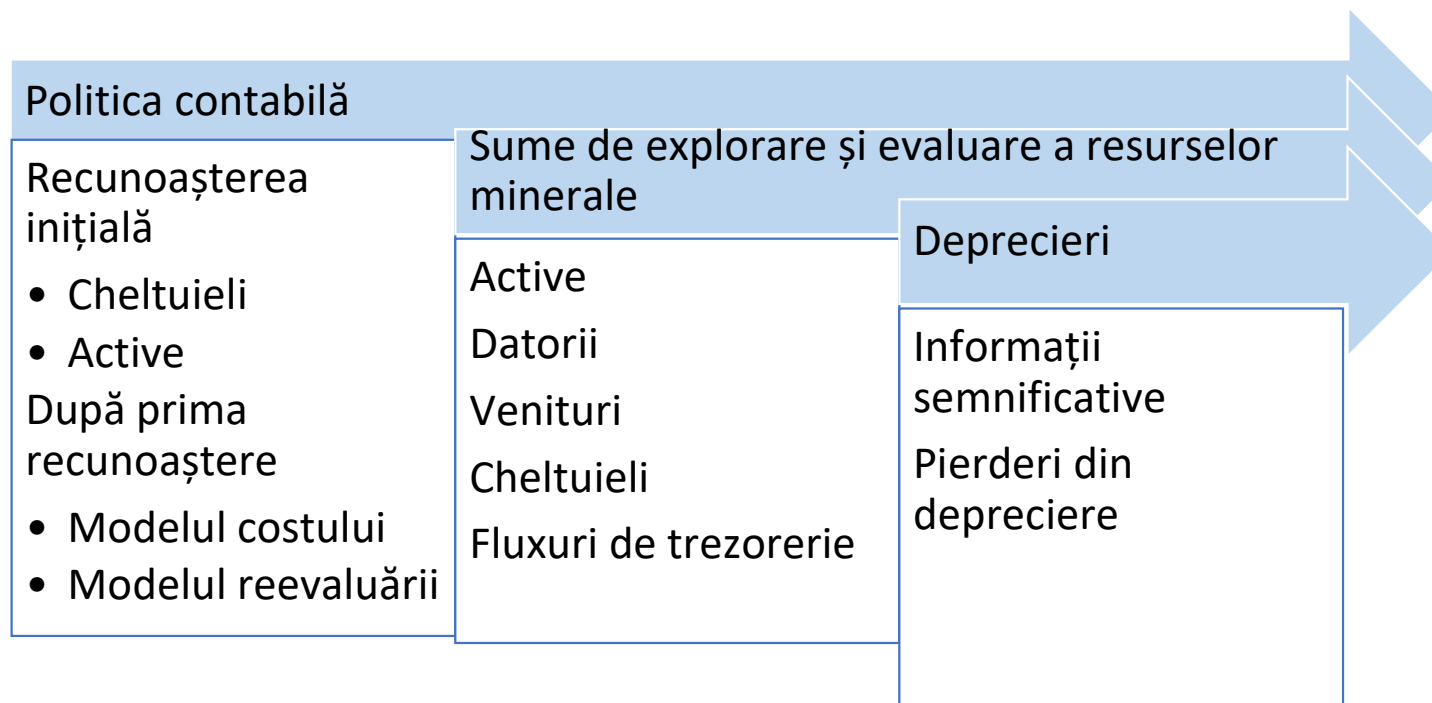 Politica contabilă
Recunoașterea
inițială
• Cheltuieli
• Active
După prima
recunoaștere
• Modelul costului
• Modelul reevaluării
Sume de explorare și evaluare a resurselor
minerale
Active
Datorii
Venituri
Cheltuieli
Fluxuri de trezorerie
Deprecieri
Informații
semnificative
Pierderi din
depreciere